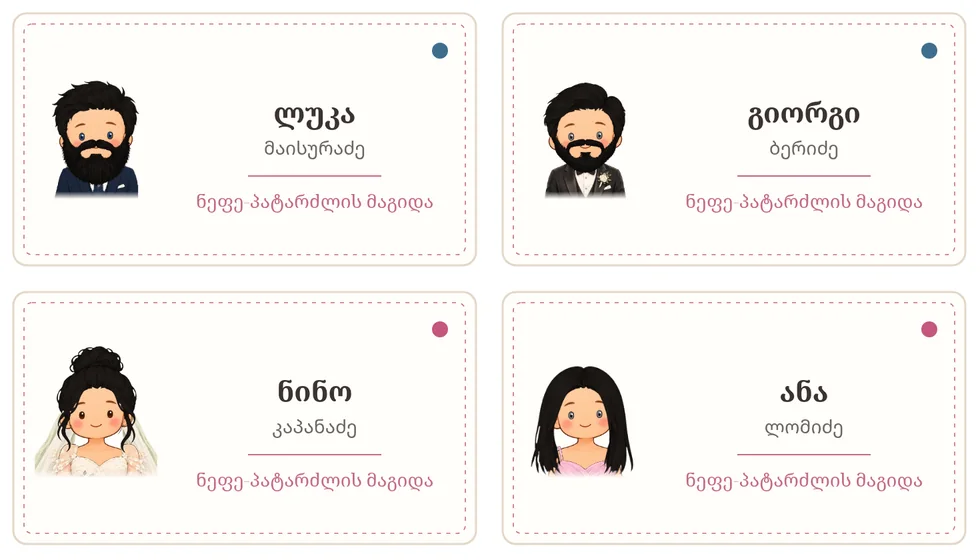 ლუკა
მაისურაძე
ნეფე-პატარძლის მაგიდა
გიორგი
ბერიძე
ნეფე-პატარძლის მაგიდა
ნინო
კაპანაძე
ნეფე-პატარძლის მაგიდა
ანა
ლომიძე
ნეფე-პატარძლის მაგიდა